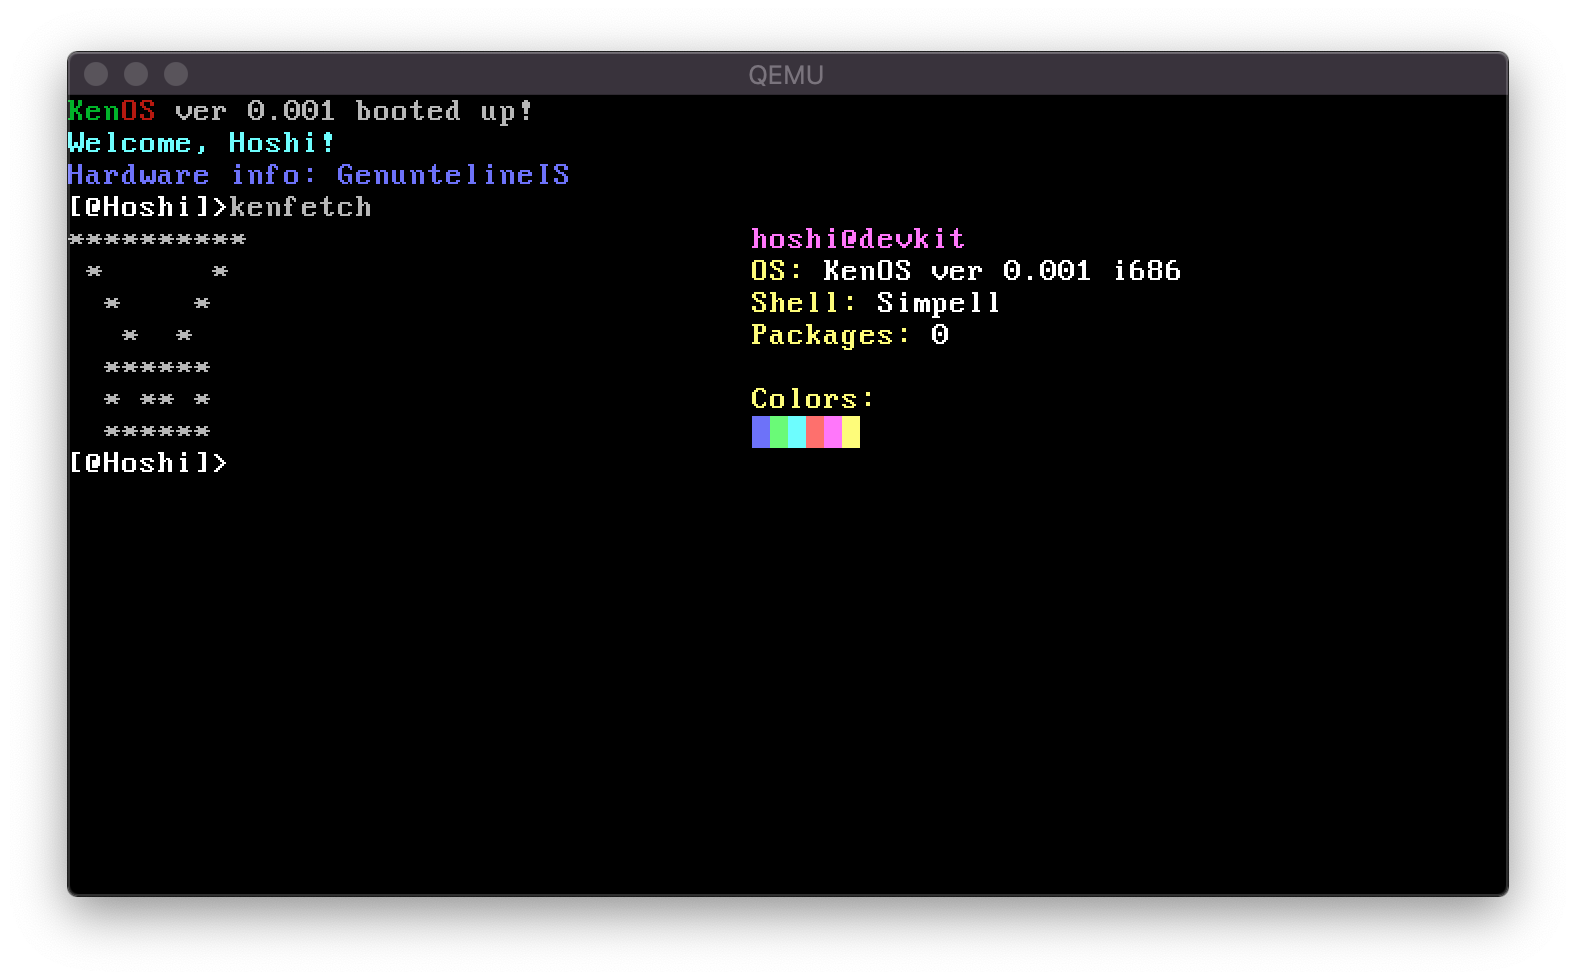 QEMU
KenOS ver 0.001 booted up!
Welcome, Hoshi!
Hardware info: GenuntelineIS
[@Hoshi]>kenfetch
**********                            hoshi@devkit
 *      *                             OS: KenOS ver 0.001 i686
  *    *                              Shell: Simpell
   *  *                               Packages: 0
  ******
  * ** *                              Colors:
  ******
[@Hoshi]>